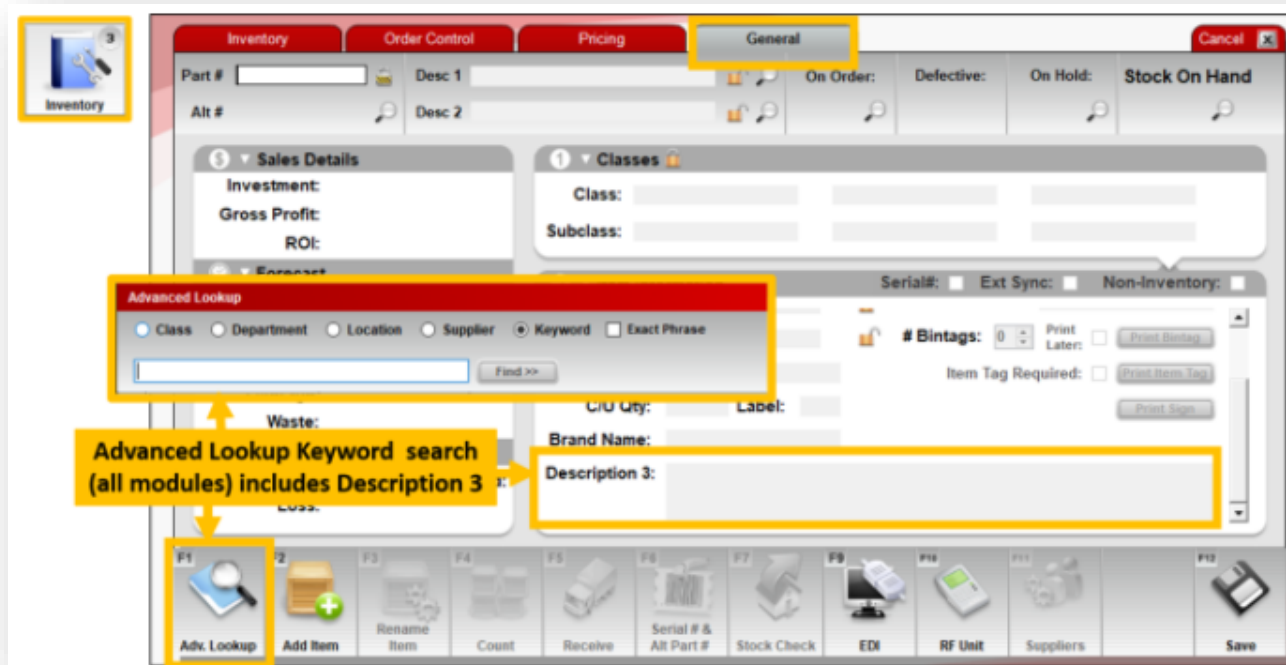 3
Inventory
Inventory Order Control Pricing General Cancel X
Part # Desc 1 On Order: Defective: On Hold: Stock On Hand
Alt # Desc 2
$ Sales Details
Investment:
Gross Profit:
ROI:
Forecast
1 Classes
Class:
Subclass:
Serial#: Ext Sync: Non-Inventory:
Advanced Lookup
Class Department Location Supplier Keyword Exact Phrase
Find >>
# Bintags: 0 Print Later: Print Bintag
Item Tag Required: Print Item Tag
C/U Qty: Label: Print Sign
Waste:
Brand Name:
Advanced Lookup Keyword search
(all modules) includes Description 3
Description 3:
Loss:
F1 F2 F3 F4 F5 F6 F7 F9 F10 F11 F12
Adv. Lookup Add Item Rename Item Count Receive Serial # & Alt Part # Stock Check EDI RF Unit Suppliers Save